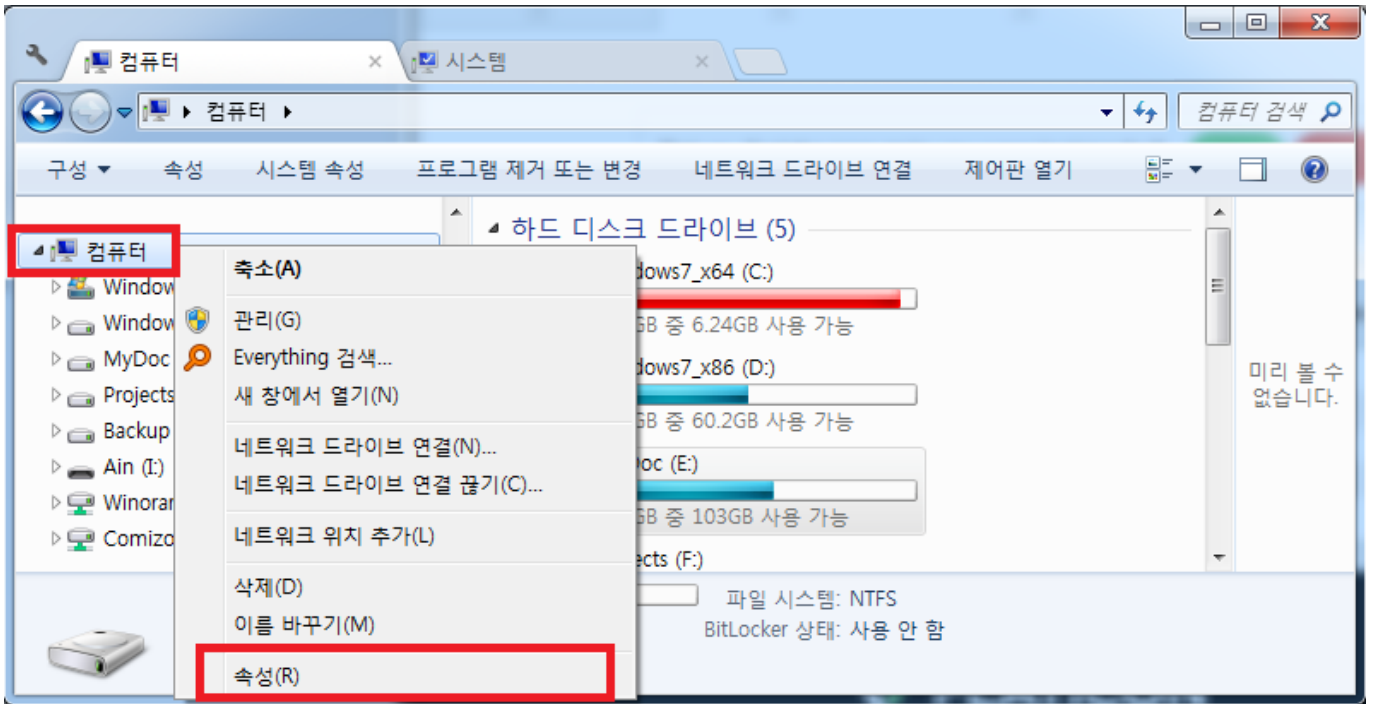 컴퓨터
시스템
컴퓨터
컴퓨터 검색
구성 속성 시스템 속성 프로그램 제거 또는 변경 네트워크 드라이브 연결 제어판 열기
컴퓨터
Window
Window
MyDoc
Projects
Backup
Ain (I:)
Winoran
Comizo
축소(A)
관리(G)
Everything 검색...
새 창에서 열기(N)
네트워크 드라이브 연결(N)...
네트워크 드라이브 연결 끊기(C)...
네트워크 위치 추가(L)
삭제(D)
이름 바꾸기(M)
속성(R)
하드 디스크 드라이브 (5)
dows7_x64 (C:)
GB 중 6.24GB 사용 가능
dows7_x86 (D:)
GB 중 60.2GB 사용 가능
oc (E:)
GB 중 103GB 사용 가능
ects (F:)
미리 볼 수
없습니다.
파일 시스템: NTFS
BitLocker 상태: 사용 안 함